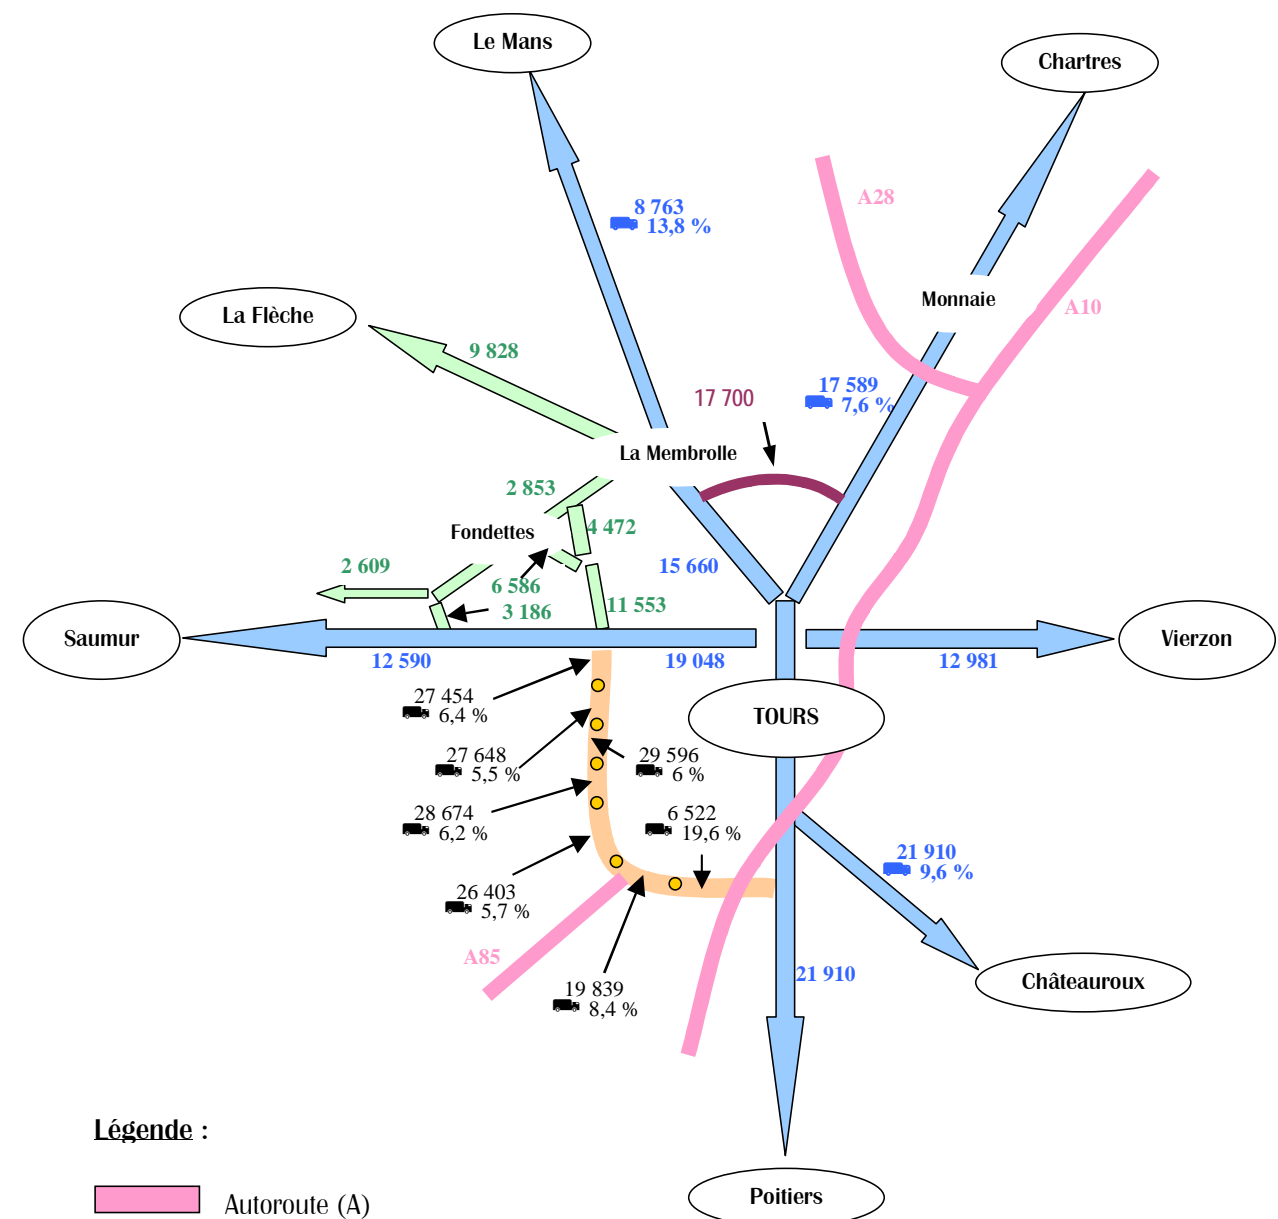 Le Mans
Chartres
A28
8 763
13,8 %
Monnaie
A10
La Flèche
9 828
17 589
7,6 %
17 700
La Membrolle
2 853
4 472
Fondettes
15 660
2 609
6 586
3 186
11 553
Saumur
Vierzon
12 590
19 048
12 981
27 454
6,4 %
TOURS
27 648
5,5 %
29 596
6 %
28 674
6,2 %
6 522
19,6 %
21 910
9,6 %
26 403
5,7 %
A85
21 910
19 839
8,4 %
Châteauroux
Légende :
Autoroute (A)
Poitiers